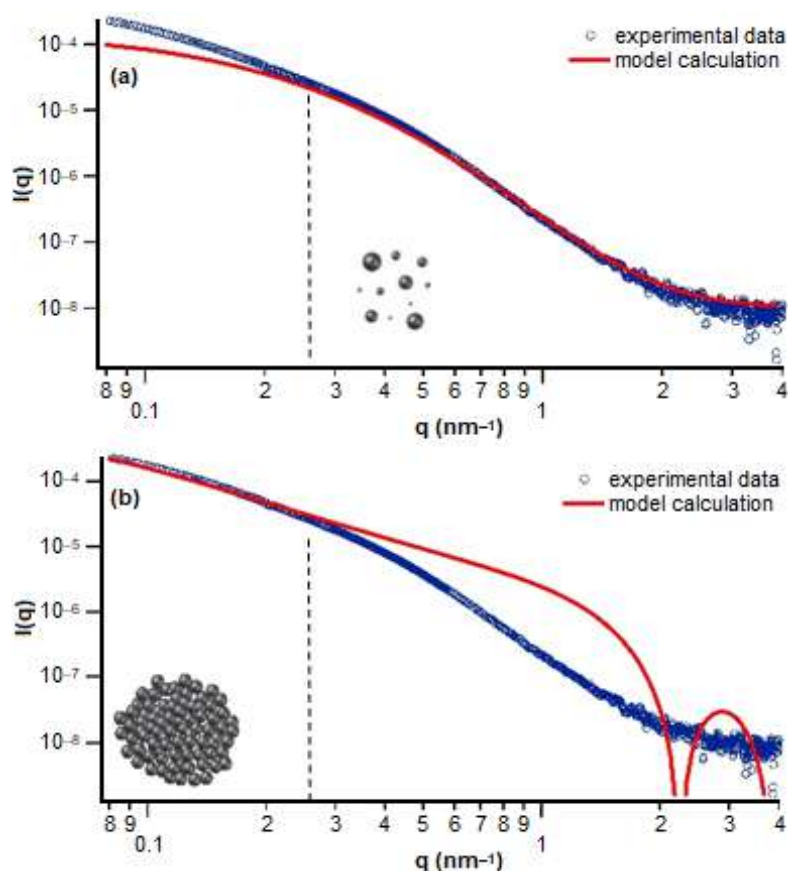 (a)
experimental data
model calculation
I(q)
10⁻⁴
10⁻⁵
10⁻⁶
10⁻⁷
10⁻⁸
8 9 2 3 4 5 6 7 8 9 2 3 4
0.1 1
q (nm⁻¹)
(b)
experimental data
model calculation
I(q)
10⁻⁴
10⁻⁵
10⁻⁶
10⁻⁷
10⁻⁸
8 9 2 3 4 5 6 7 8 9 2 3 4
0.1 1
q (nm⁻¹)